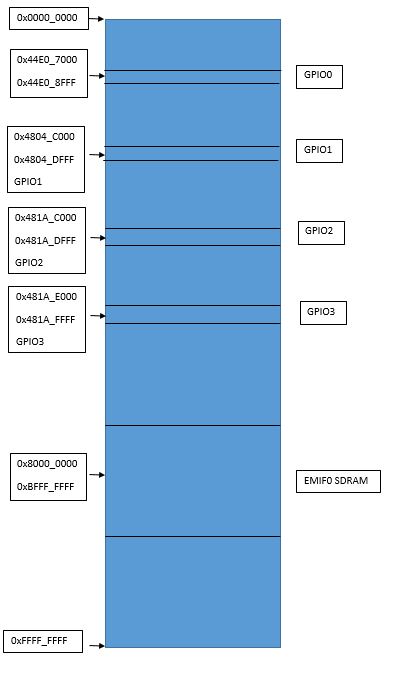 0x0000_0000
0x44E0_7000
0x44E0_8FFF
GPIO0
0x4804_C000
0x4804_DFFF
GPIO1
GPIO1
0x481A_C000
0x481A_DFFF
GPIO2
GPIO2
0x481A_E000
0x481A_FFFF
GPIO3
GPIO3
0x8000_0000
0xBFFF_FFFF
EMIF0 SDRAM
0xFFFF_FFFF